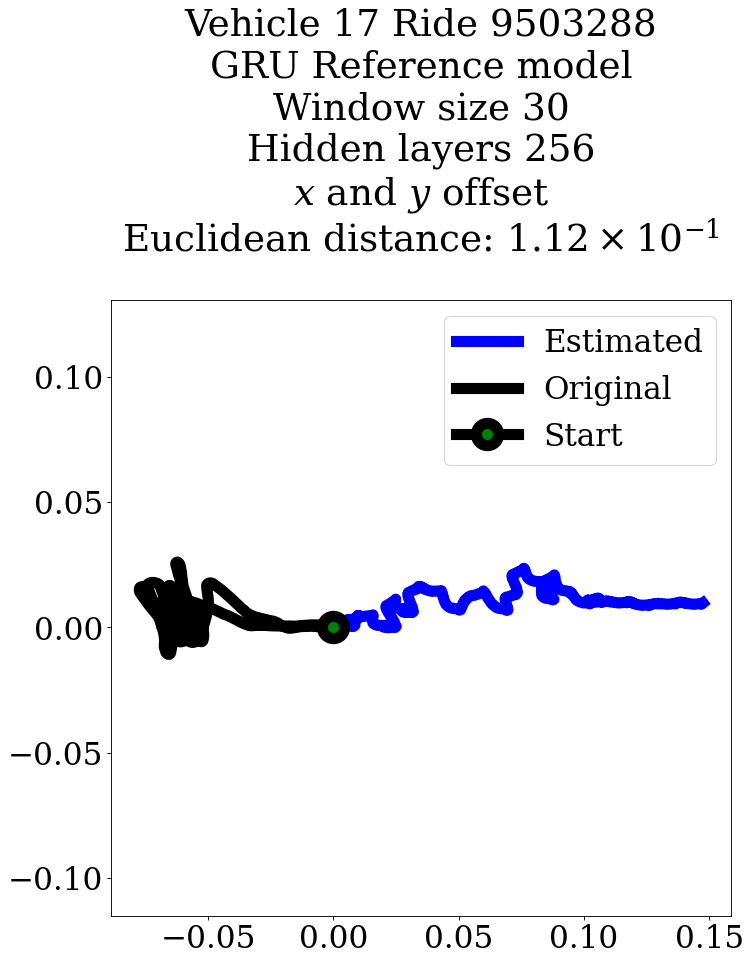 Vehicle 17 Ride 9503288
GRU Reference model
Window size 30
Hidden layers 256
x and y offset
Euclidean distance: 1.12 × 10⁻¹
Estimated
Original
Start
0.10
0.05
0.00
−0.05
−0.10
−0.05 0.00 0.05 0.10 0.15